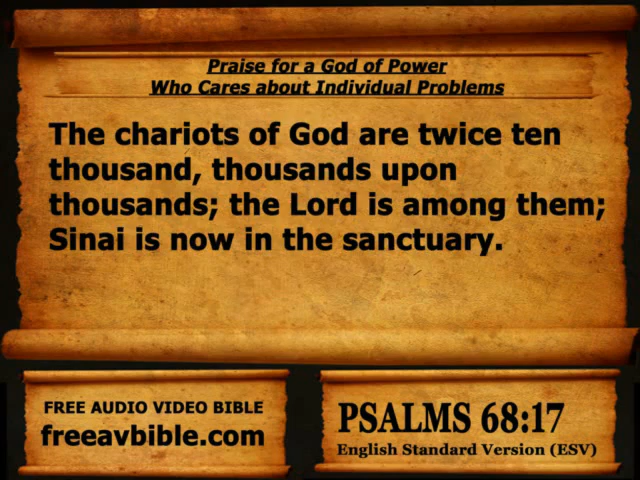 Praise for a God of Power
Who Cares about Individual Problems
The chariots of God are twice ten
thousand, thousands upon
thousands; the Lord is among them;
Sinai is now in the sanctuary.
FREE AUDIO VIDEO BIBLE
freeavbible.com
PSALMS 68:17
English Standard Version (ESV)